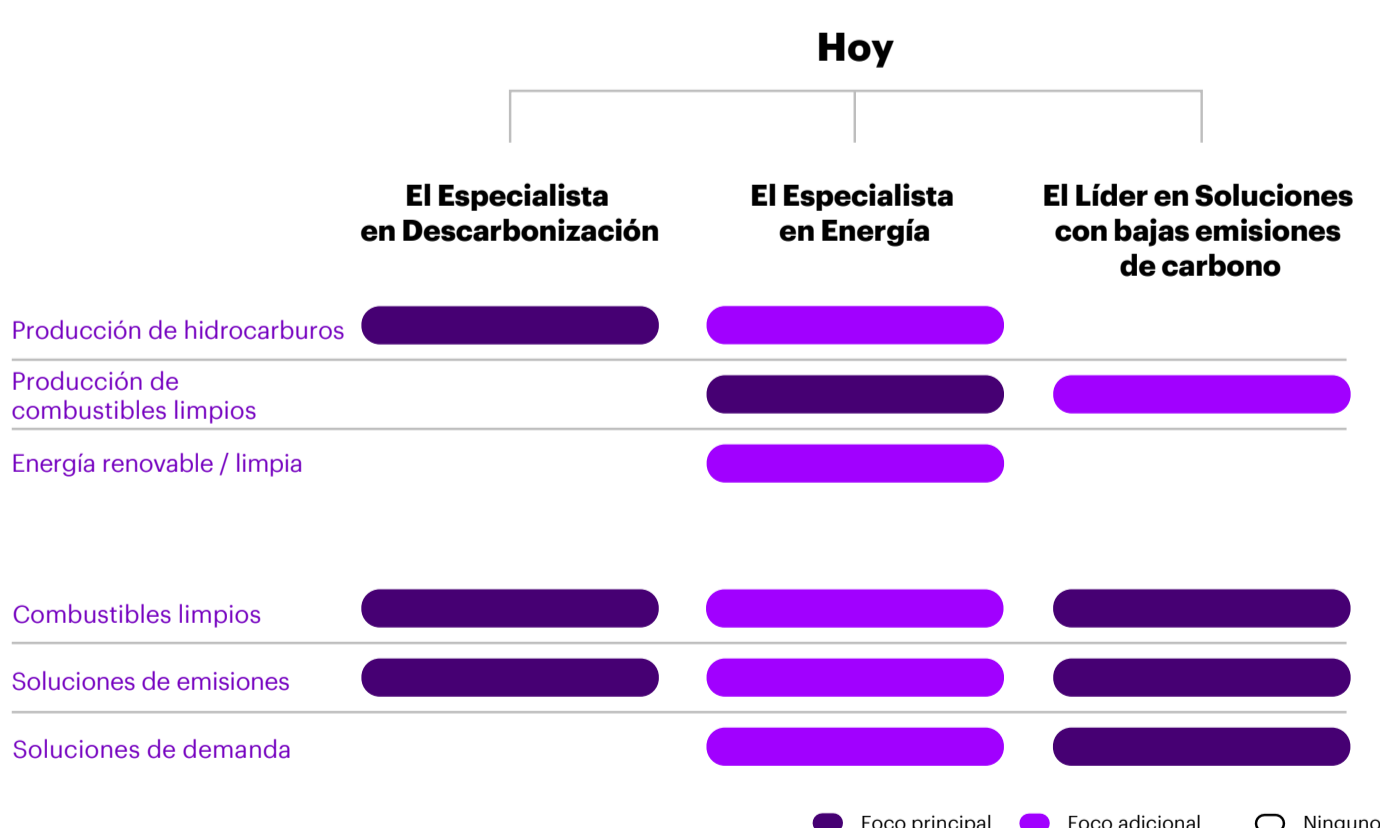 Hoy
El Especialista
en Descarbonización
El Especialista
en Energía
El Líder en Soluciones
con bajas emisiones
de carbono
Producción de hidrocarburos
Producción de
combustibles limpios
Energía renovable / limpia
Combustibles limpios
Soluciones de emisiones
Soluciones de demanda
Foco principal
Foco adicional
Ninguno